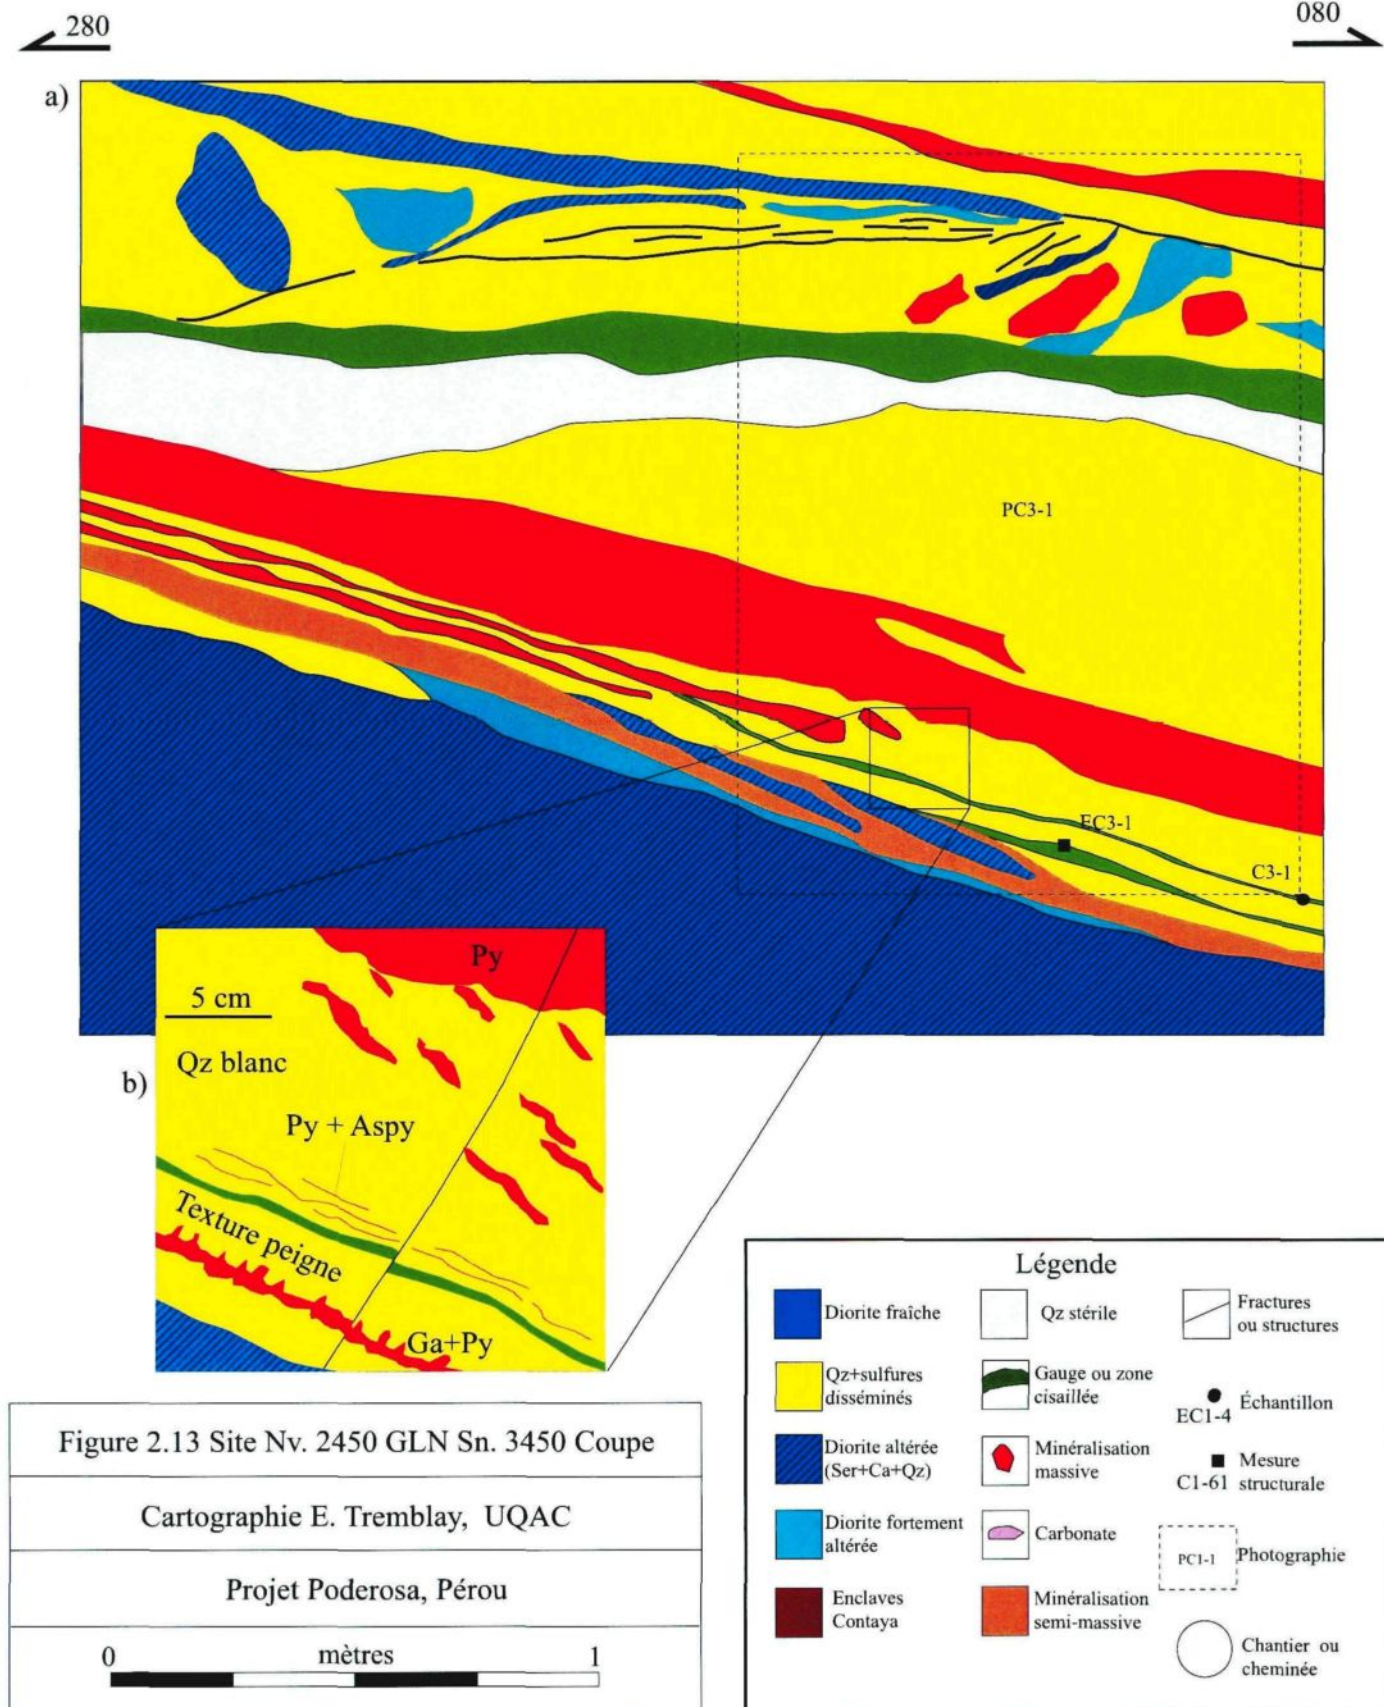 280
080
a)
PC3-1
EC3-1
C3-1
Py
5 cm
Qz blanc
b)
Py + Aspy
Texture peigne
Ga+Py
Figure 2.13 Site Nv. 2450 GLN Sn. 3450 Coupe
Cartographie E. Tremblay, UQAC
Projet Poderosa, Pérou
0
mètres
1
Légende
Diorite fraîche
Qz+sulfures
disséminés
Diorite altérée
(Ser+Ca+Qz)
Diorite fortement
altérée
Enclaves
Contaya
Qz stérile
Gauge ou zone
cisaillée
Minéralisation
massive
Carbonate
Minéralisation
semi-massive
Fractures
ou structures
EC1-4
Échantillon
C1-61
Mesure
structurale
PC1-1
Photographie
Chantier ou
cheminée